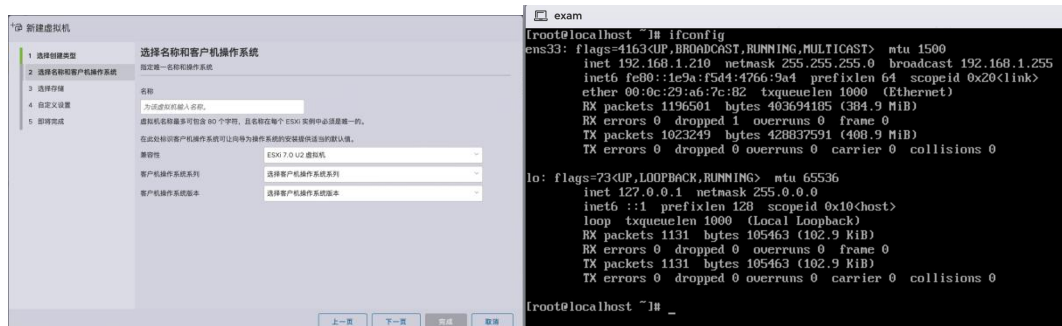 新建虚拟机
1 选择创建类型
2 选择名称和客户机操作系统
3 选择存储
4 自定义设置
5 即将完成
选择名称和客户机操作系统
指定唯一名称和操作系统
名称
为该虚拟机输入名称。
虚拟机名称最多可包含 80 个字符，且名称在每个 ESXi 实例中必须是唯一的。
在此处标识客户机操作系统可让向导为操作系统的安装提供适当的默认值。
兼容性 ESXi 7.0 U2 虚拟机
客户机操作系统系列 选择客户机操作系统系列
客户机操作系统版本 选择客户机操作系统版本
上一页 下一页 完成 取消
exam
[root@localhost ~]# ifconfig
ens33: flags=4163<UP,BROADCAST,RUNNING,MULTICAST> mtu 1500
inet 192.168.1.210 netmask 255.255.255.0 broadcast 192.168.1.255
inet6 fe80::1e9a:f5d4:4766:9a4 prefixlen 64 scopeid 0x20<link>
ether 00:0c:29:a6:7c:82 txqueuelen 1000 (Ethernet)
RX packets 1196501 bytes 403694185 (384.9 MiB)
RX errors 0 dropped 1 overruns 0 frame 0
TX packets 1023249 bytes 428837591 (408.9 MiB)
TX errors 0 dropped 0 overruns 0 carrier 0 collisions 0
lo: flags=73<UP,LOOPBACK,RUNNING> mtu 65536
inet 127.0.0.1 netmask 255.0.0.0
inet6 ::1 prefixlen 128 scopeid 0x10<host>
loop txqueuelen 1000 (Local Loopback)
RX packets 1131 bytes 105463 (102.9 KiB)
RX errors 0 dropped 0 overruns 0 frame 0
TX packets 1131 bytes 105463 (102.9 KiB)
TX errors 0 dropped 0 overruns 0 carrier 0 collisions 0
[root@localhost ~]# _